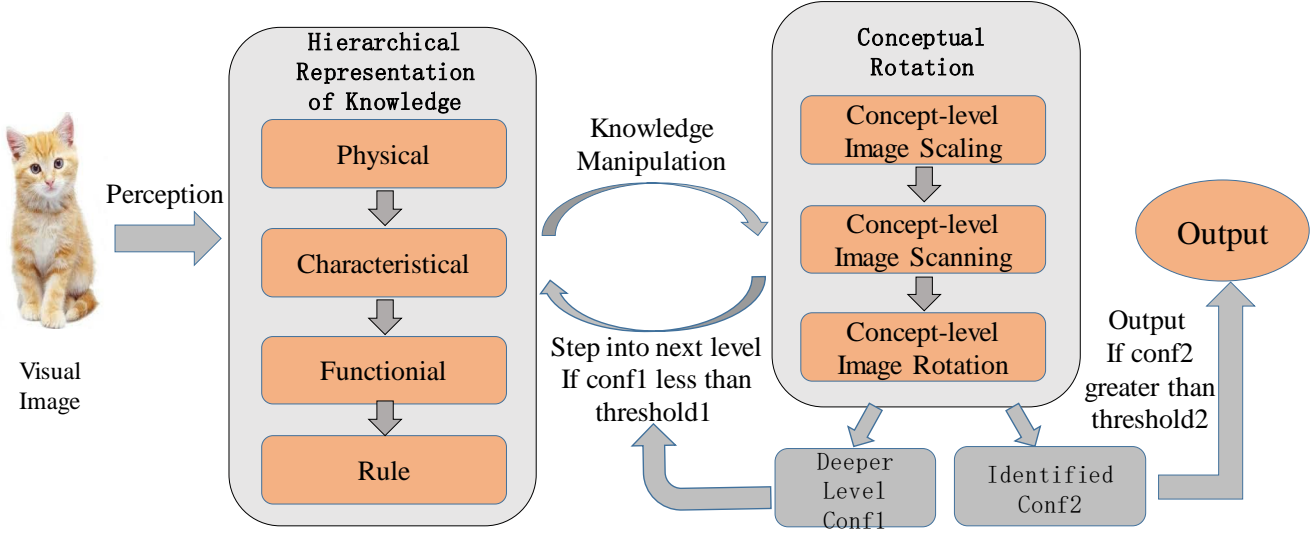 Visual
Image
Perception
Hierarchical
Representation
of Knowledge
Physical
Characteristical
Functionial
Rule
Knowledge
Manipulation
Step into next level
If conf1 less than
threshold1
Conceptual
Rotation
Concept-level
Image Scaling
Concept-level
Image Scanning
Concept-level
Image Rotation
Deeper
Level
Conf1
Identified
Conf2
Output
If conf2
greater than
threshold2
Output